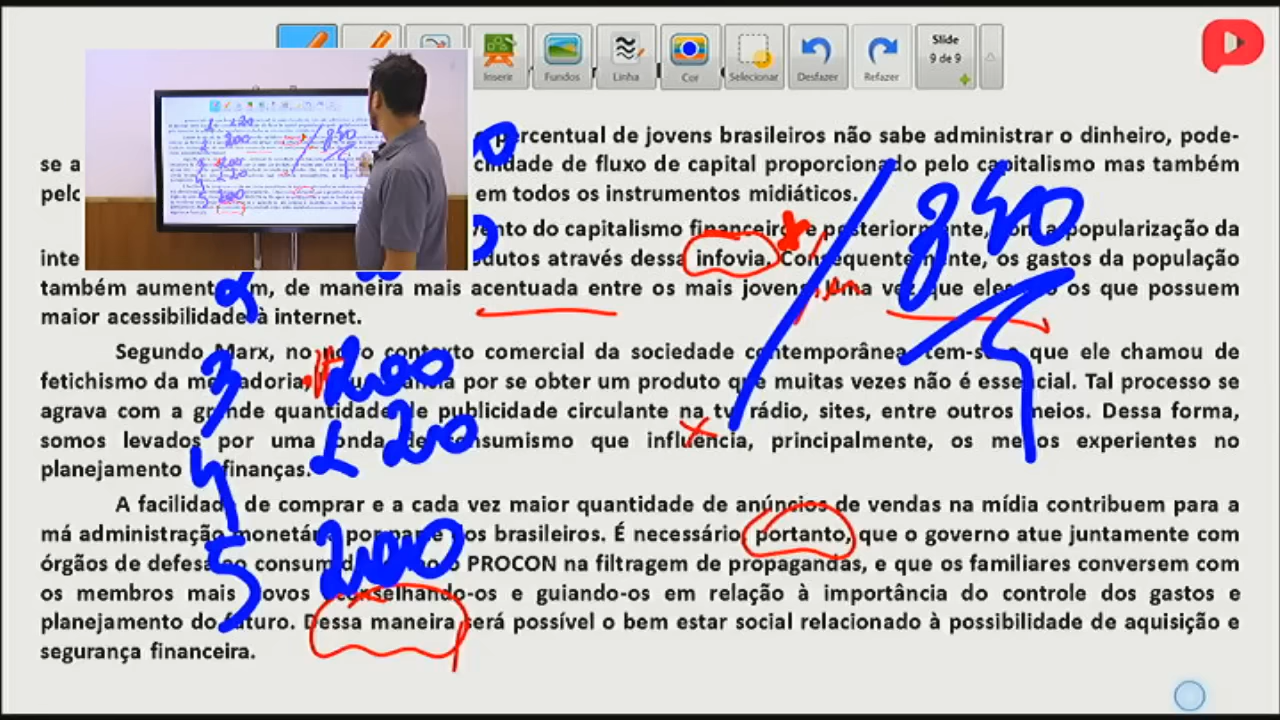 Inserir Fundos Linha Cor Selecionar Desfazer Refazer Slide 9 de 9
percentual de jovens brasileiros não sabe administrar o dinheiro, pode-
se a cilidade de fluxo de capital proporcionado pelo capitalismo mas também
pelo em todos os instrumentos midiáticos.
ento do capitalismo financeiro e posteriormente, com a popularização da
inte odutos através dessa infovia. Consequentemente, os gastos da população
também aumentam, de maneira mais acentuada entre os mais jovens. Uma vez que eles são os que possuem
maior acessibilidade à internet.
Segundo Marx, no novo contexto comercial da sociedade contemporânea, tem-se o que ele chamou de
fetichismo da mercadoria, por se obter um produto que muitas vezes não é essencial. Tal processo se
agrava com a grande quantidade de publicidade circulante na tv, rádio, sites, entre outros meios. Dessa forma,
somos levados por uma onda de consumismo que influencia, principalmente, os menos experientes no
planejamento finanças.
A facilidade de comprar e a cada vez maior quantidade de anúncios de vendas na mídia contribuem para a
má administração monetária por parte dos brasileiros. É necessário, portanto, que o governo atue juntamente com
órgãos de defesa do consumidor PROCON na filtragem de propagandas, e que os familiares conversem com
os membros mais novos aconselhando-os e guiando-os em relação à importância do controle dos gastos e
planejamento do futuro. Dessa maneira será possível o bem estar social relacionado à possibilidade de aquisição e
segurança financeira.
2
3 200
4 120
5 200
840
5